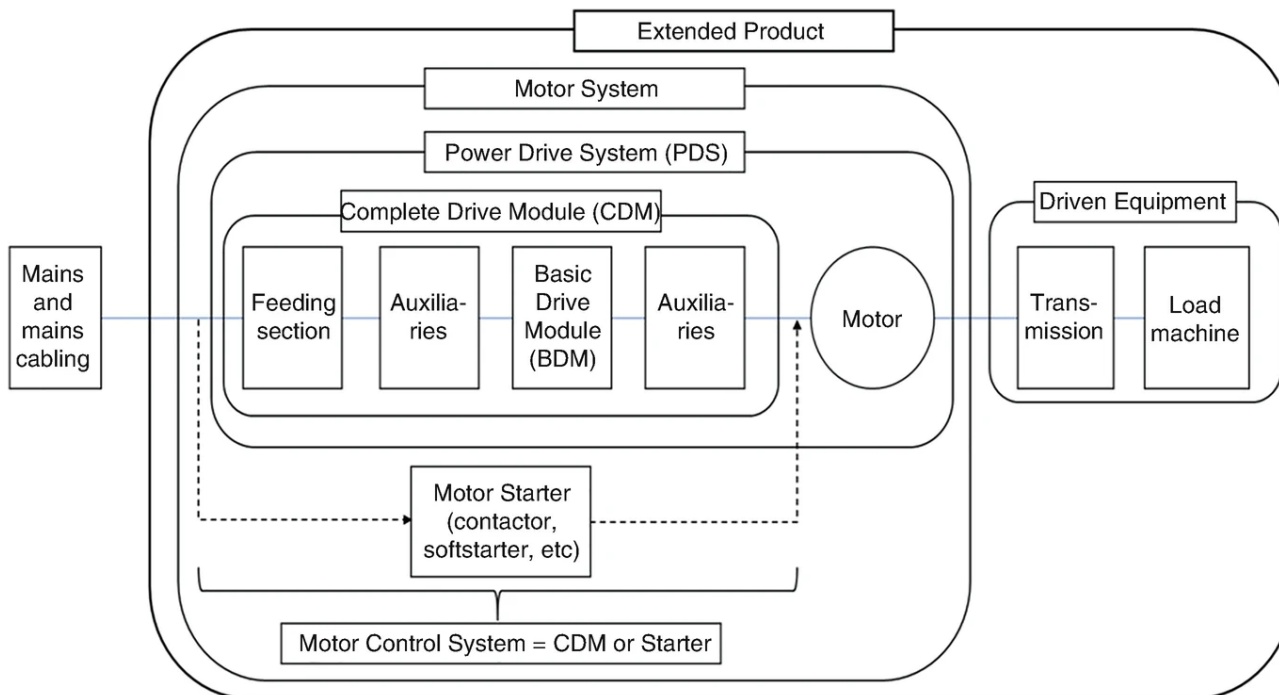 Extended Product
Motor System
Power Drive System (PDS)
Complete Drive Module (CDM)
Driven Equipment
Mains
and
mains
cabling
Feeding
section
Auxilia-
ries
Basic
Drive
Module
(BDM)
Auxilia-
ries
Motor
Trans-
mission
Load
machine
Motor Starter
(contactor,
softstarter, etc)
Motor Control System = CDM or Starter